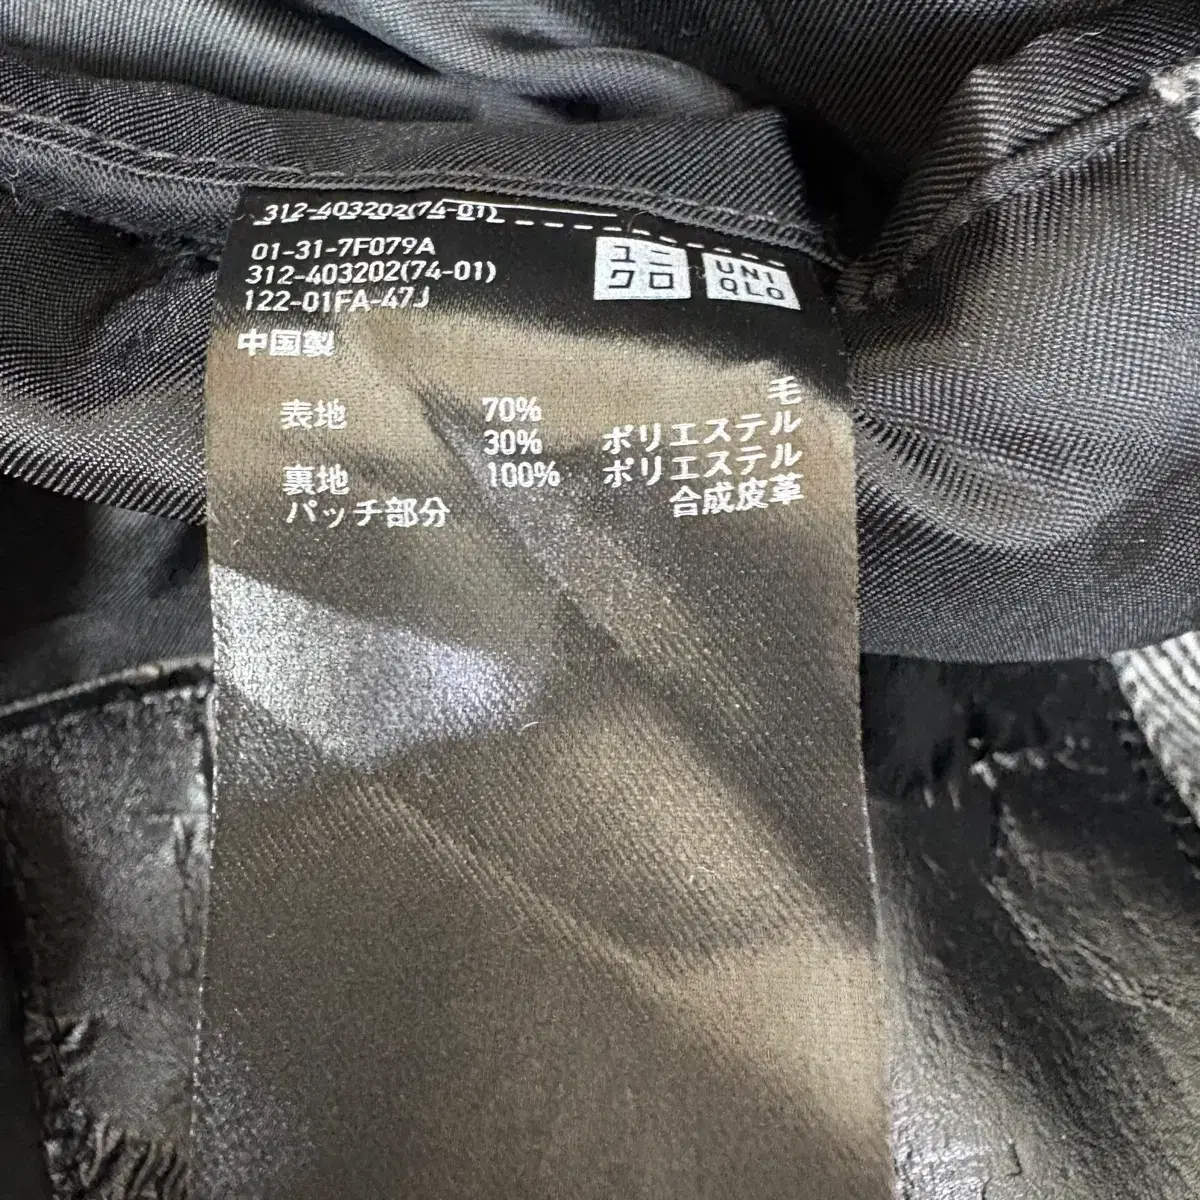 312-403202(74-01)
ユニ
クロ
UNI
QLO
01-31-7F079A
312-403202(74-01)
122-01FA-47J
中国製
表地 70% 毛
30% ポリエステル
裏地 100% ポリエステル
パッチ部分 合成皮革